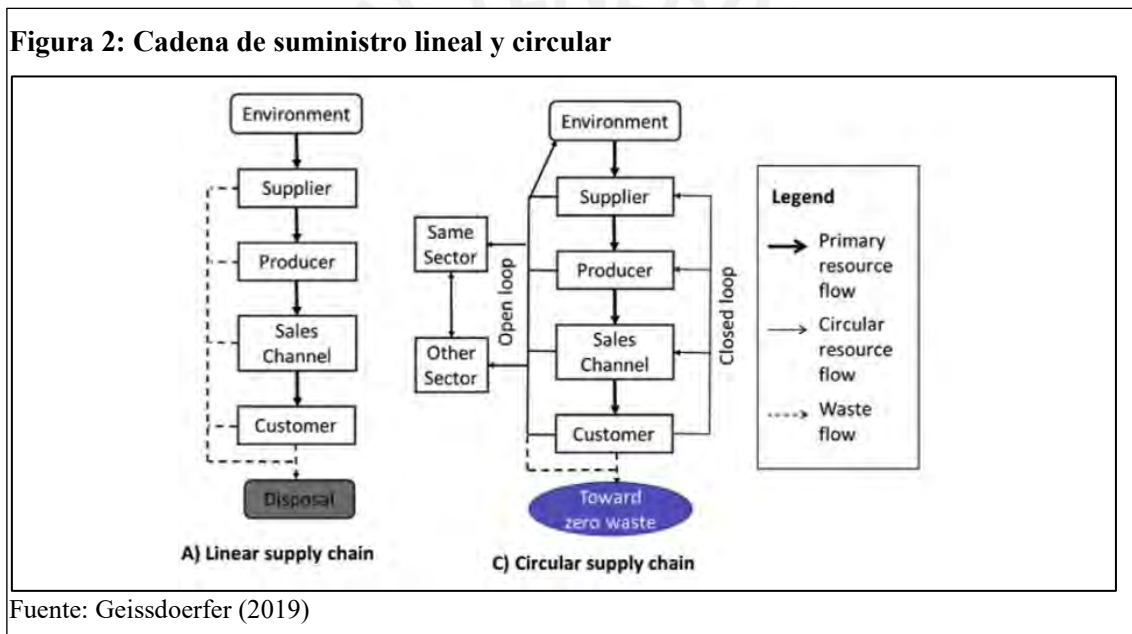 Figura 2: Cadena de suministro lineal y circular
Environment
Supplier
Producer
Sales
Channel
Customer
Disposal
A) Linear supply chain
Environment
Same
Sector
Other
Sector
Open loop
Supplier
Producer
Sales
Channel
Customer
Closed loop
Toward
zero waste
C) Circular supply chain
Legend
Primary
resource
flow
Circular
resource
flow
Waste
flow
Fuente: Geissdoerfer (2019)